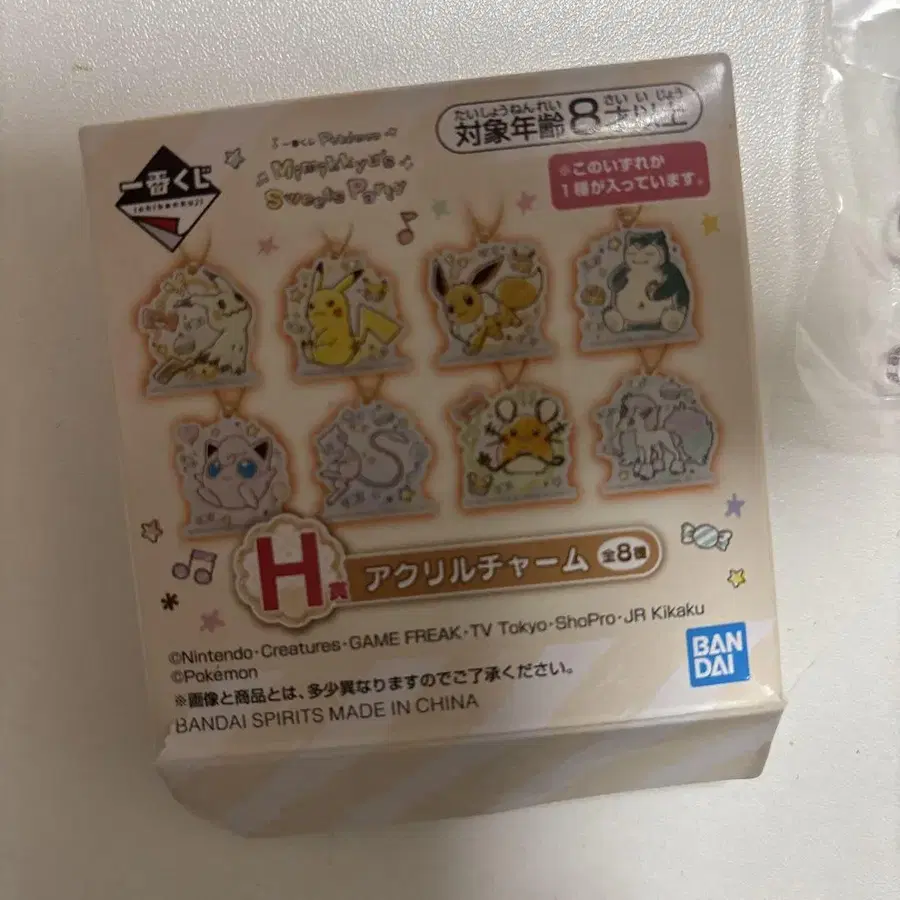 たいしょうねんれい さい い じょう
対象年齢8才以上
一番くじ
ichibankuji
一番くじ Pokémon
Mimikkyu's
Sweets Party
※このいずれが
1種が入っています。
H賞 アクリルチャーム 全8種
©Nintendo・Creatures・GAME FREAK・TV Tokyo・ShoPro・JR Kikaku
©Pokémon
※画像と商品とは、多少異なりますのでご了承ください。
BANDAI SPIRITS MADE IN CHINA
BAN
DAI